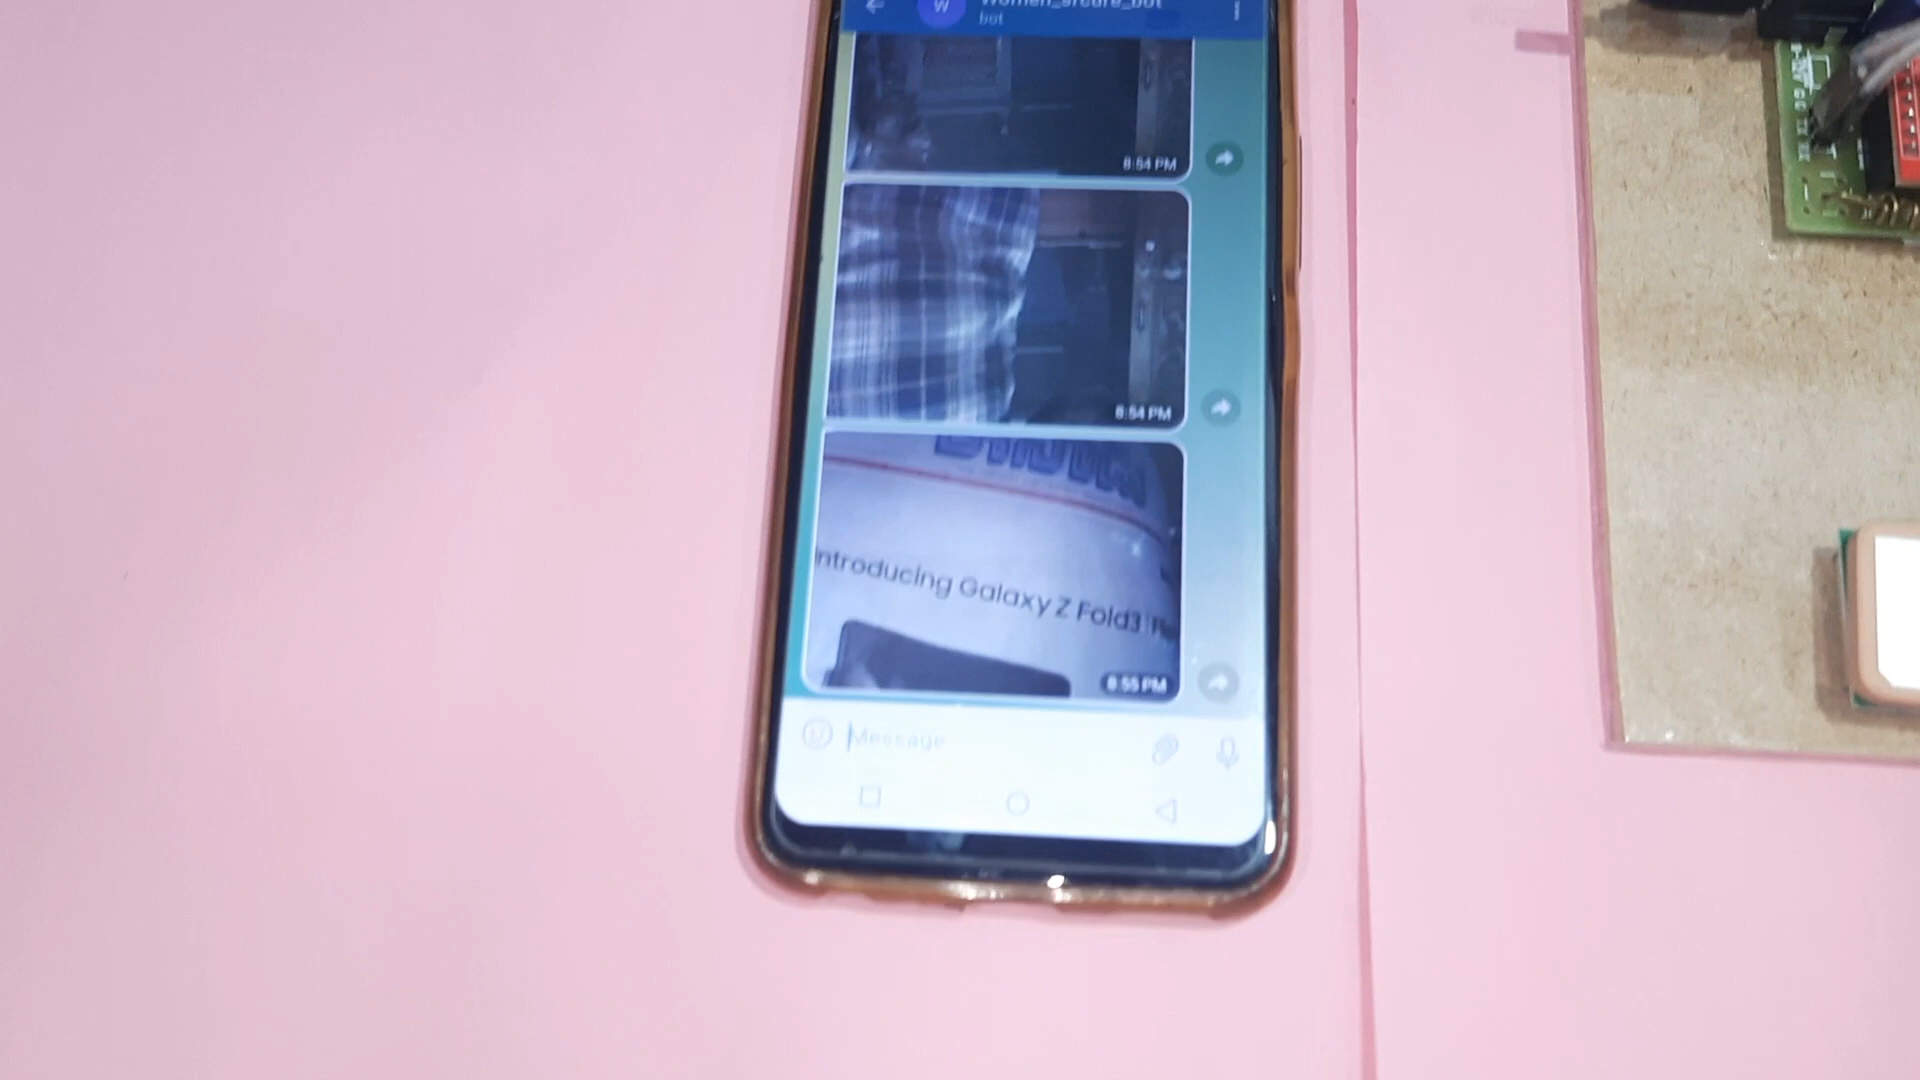 W
bot
8:54 PM
8:54 PM
ntroducing Galaxy Z Fold3
8:55 PM
Message